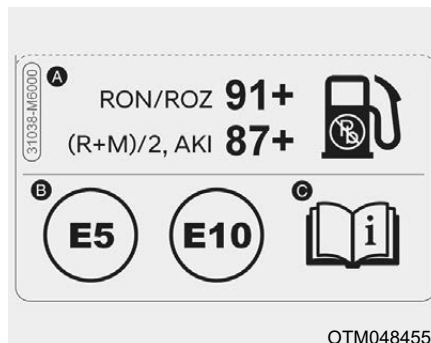 31038-M6000
A
RON/ROZ 91+
(R+M)/2, AKI 87+
Pb
B
E5
E10
C
i
OTM048455